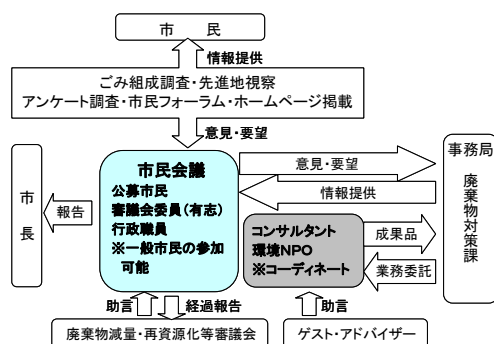 市　民
情報提供
ごみ組成調査・先進地視察
アンケート調査・市民フォーラム・ホームページ掲載
意見・要望
市長
報告
市民会議
公募市民
審議会委員(有志)
行政職員
※一般市民の参加
可能
意見・要望
情報提供
コンサルタント
環境NPO
※コーディネート
成果品
業務委託
事務局
廃棄物対策課
助言
経過報告
助言
廃棄物減量・再資源化等審議会
ゲスト・アドバイザー